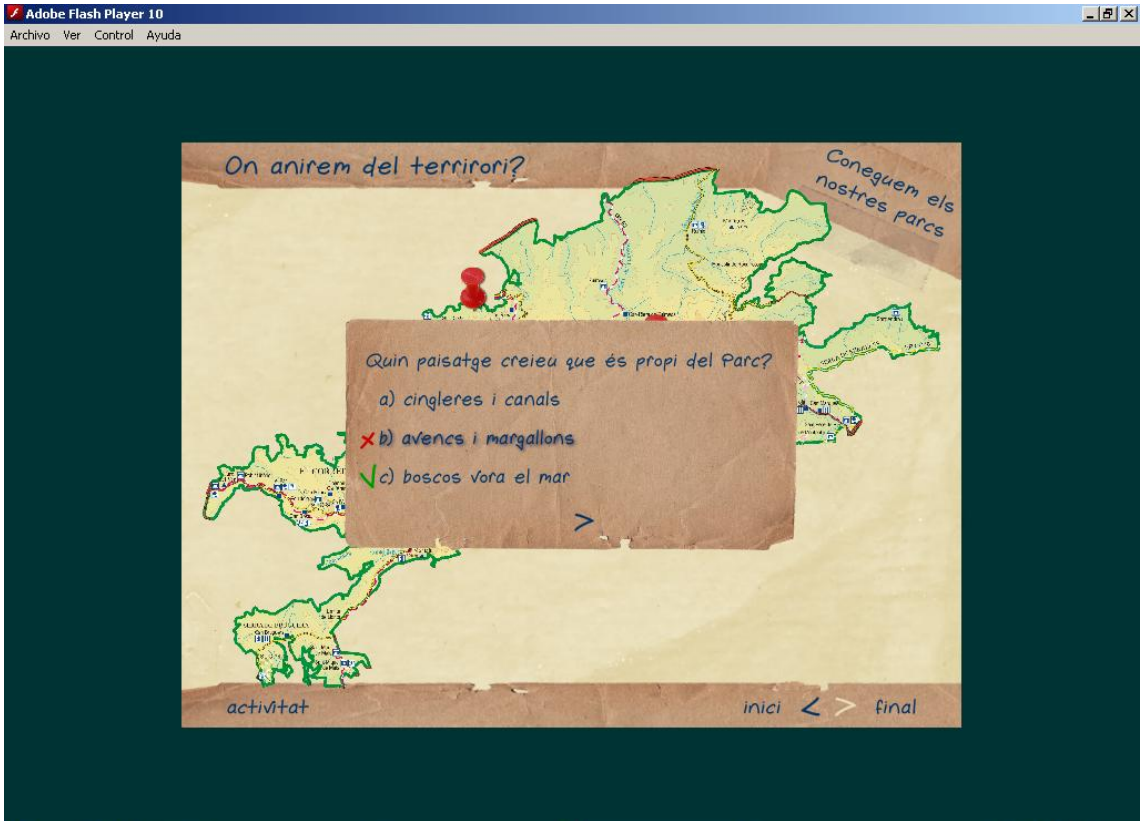 Adobe Flash Player 10
Archivo Ver Control Ayuda
On anirem del terrirori?
Coneguem els
nostres parcs
Quin paisatge creieu que és propi del Parc?
a) cingleres i canals
b) avencs i margallons
c) boscos vora el mar
>
activitat
inici < > final